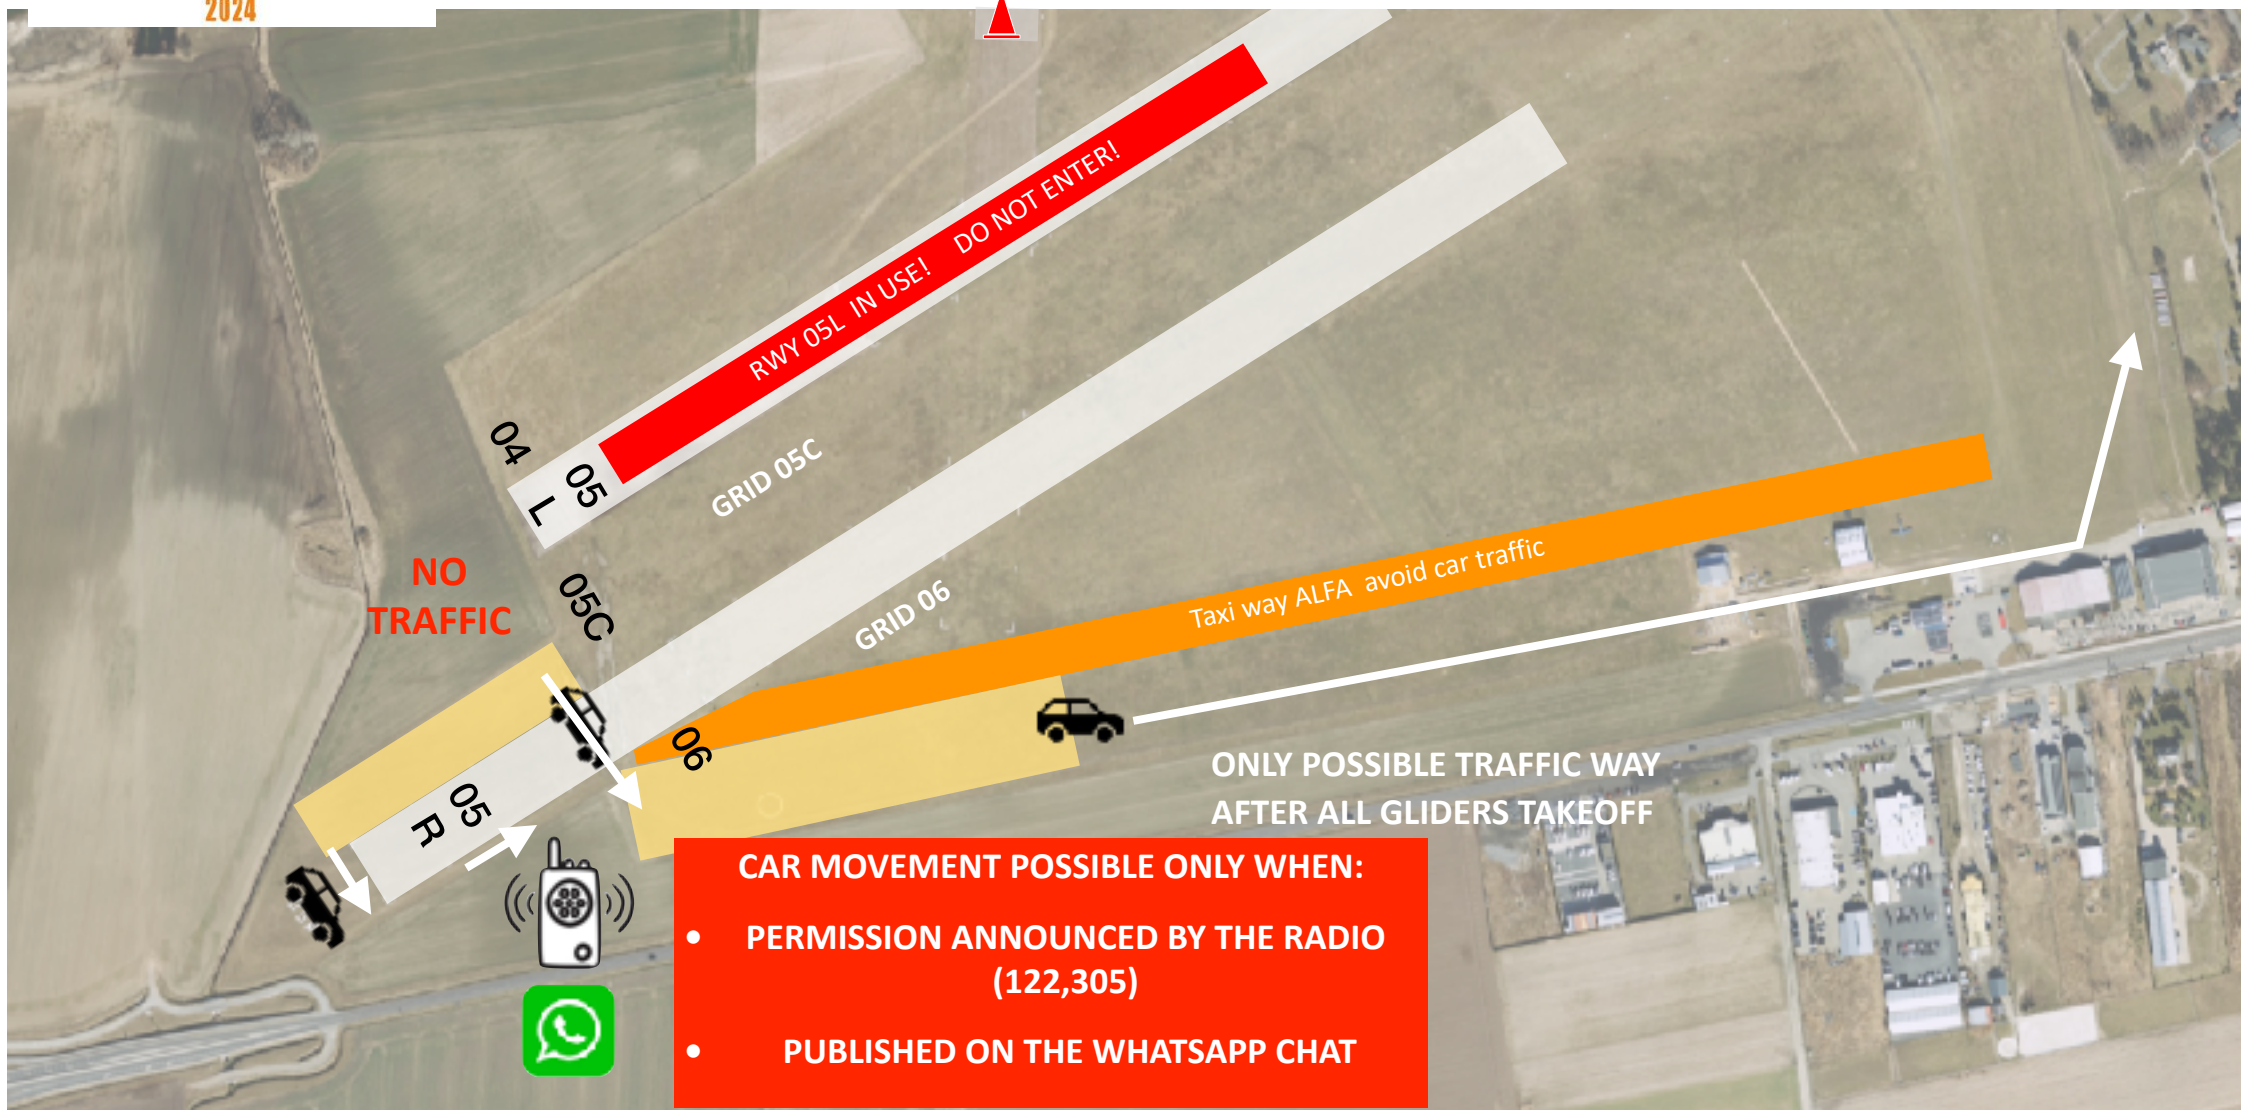 2024
RWY 05L IN USE! DO NOT ENTER!
04
05
L
GRID 05C
NO
TRAFFIC
05C
GRID 06
Taxi way ALFA avoid car traffic
06
05
R
ONLY POSSIBLE TRAFFIC WAY
AFTER ALL GLIDERS TAKEOFF
CAR MOVEMENT POSSIBLE ONLY WHEN:
• PERMISSION ANNOUNCED BY THE RADIO
(122,305)
• PUBLISHED ON THE WHATSAPP CHAT